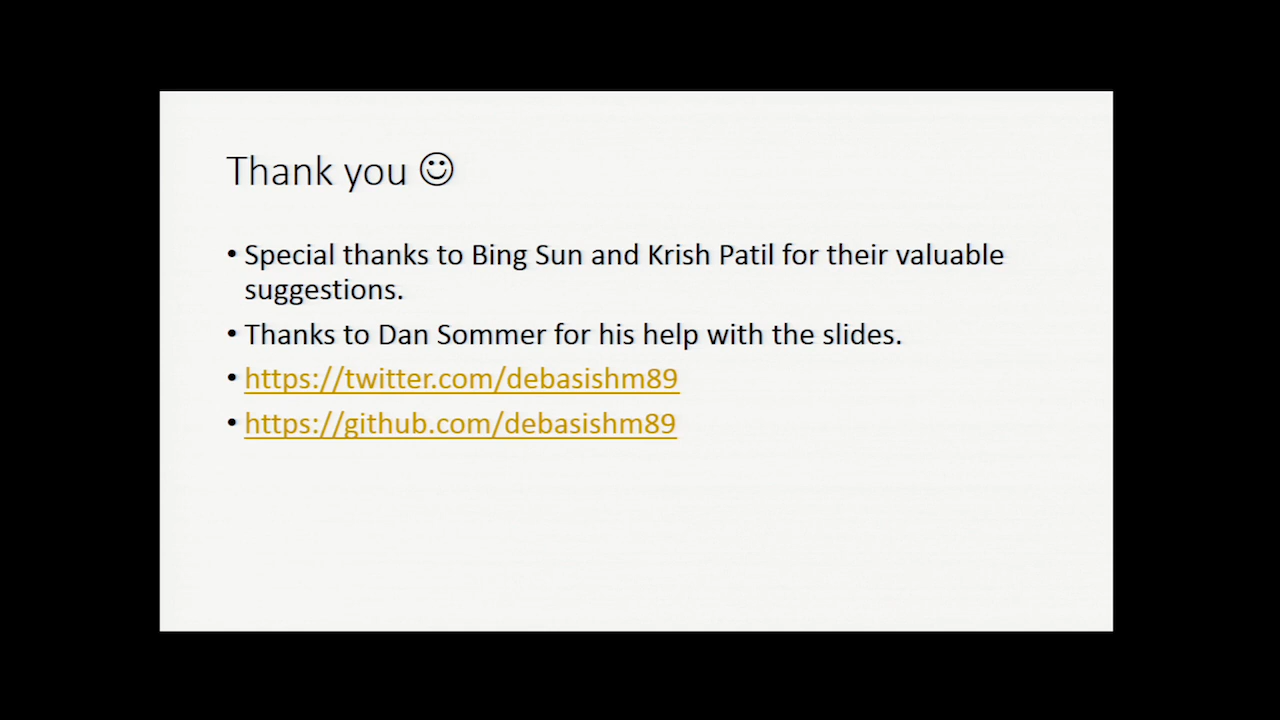 Thank you ☺
• Special thanks to Bing Sun and Krish Patil for their valuable
suggestions.
• Thanks to Dan Sommer for his help with the slides.
• https://twitter.com/debasishm89
• https://github.com/debasishm89